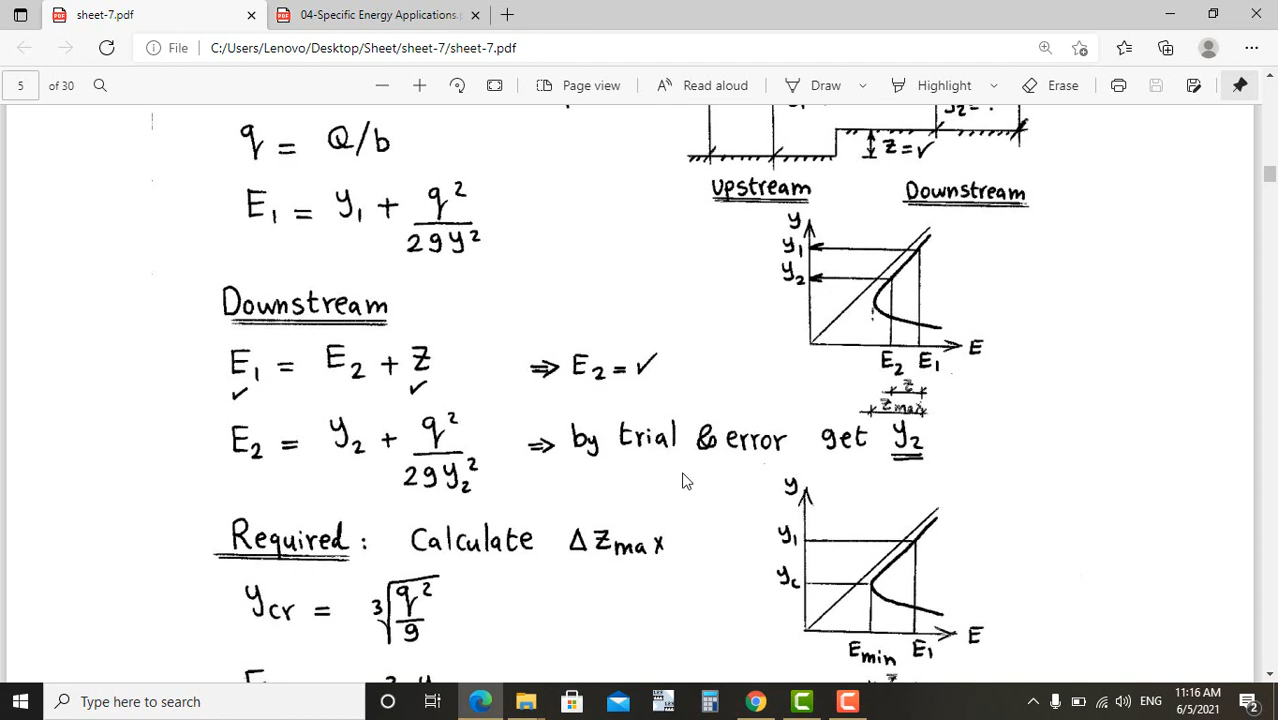 sheet-7.pdf
04-Specific Energy Applications.p
File
C:/Users/Lenovo/Desktop/Sheet/sheet-7/sheet-7.pdf
5 of 30
Page view
Read aloud
Draw
Highlight
Erase
q = Q/b
y₂ = ?
Z = ✓
Upstream Downstream
E₁ = y₁ + q² / 2gy²
y
y₁
y₂
E
E₂ E₁
Z
Zmax
Downstream
E₁ = E₂ + Z ⇒ E₂ = ✓
✓ ✓
E₂ = y₂ + q² / 2gy₂² ⇒ by trial & error get y₂
y
y₁
yc
E
Emin E₁
Required : Calculate ΔZmax
ycr = ³√(q²/g)
Type here to search
ENG
11:16 AM
6/5/2021
2